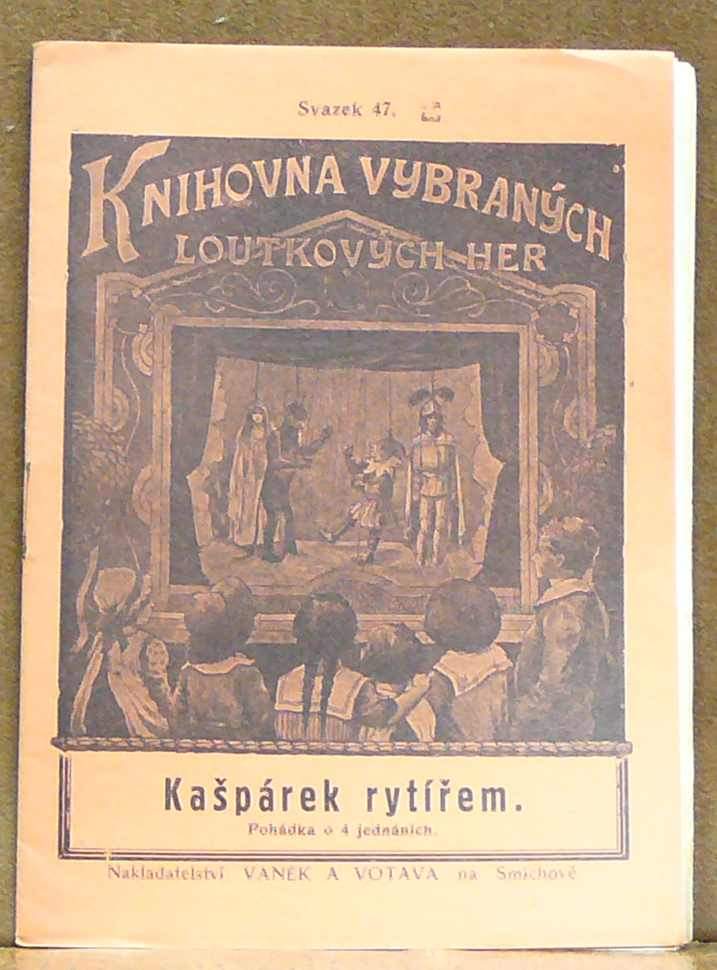 Svazek 47.
KNIHOVNA VYBRANÝCH
LOUTKOVÝCH HER
Kašpárek rytířem.
Pohádka o 4 jednáních.
Nakladatelství VANĚK A VOTAVA na Smíchově